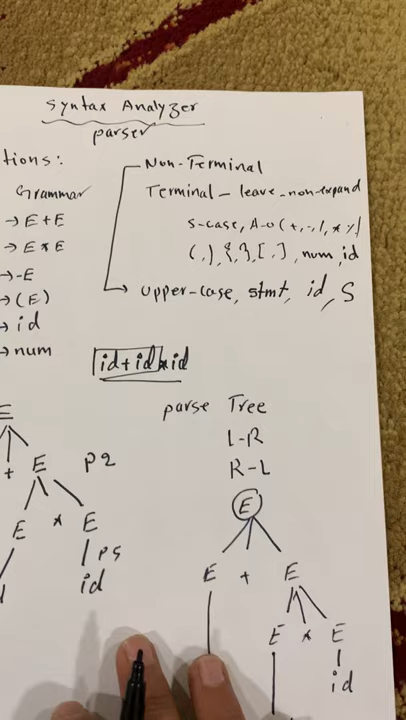 Syntax Analyzer
parser
tions:
Non-Terminal
Grammar
Terminal - leave - non-expand
→ E + E
s-case, A-o (+, -, /, *, %)
→ E * E
(,), {,}, [,], num, id
→ -E
→ (E)
upper-case, stmt, id, S
→ id
→ num
id+id*id
parse Tree
L-R
R-L
E
E
+ E P2
E + E
E * E
E * E
P5
id
id